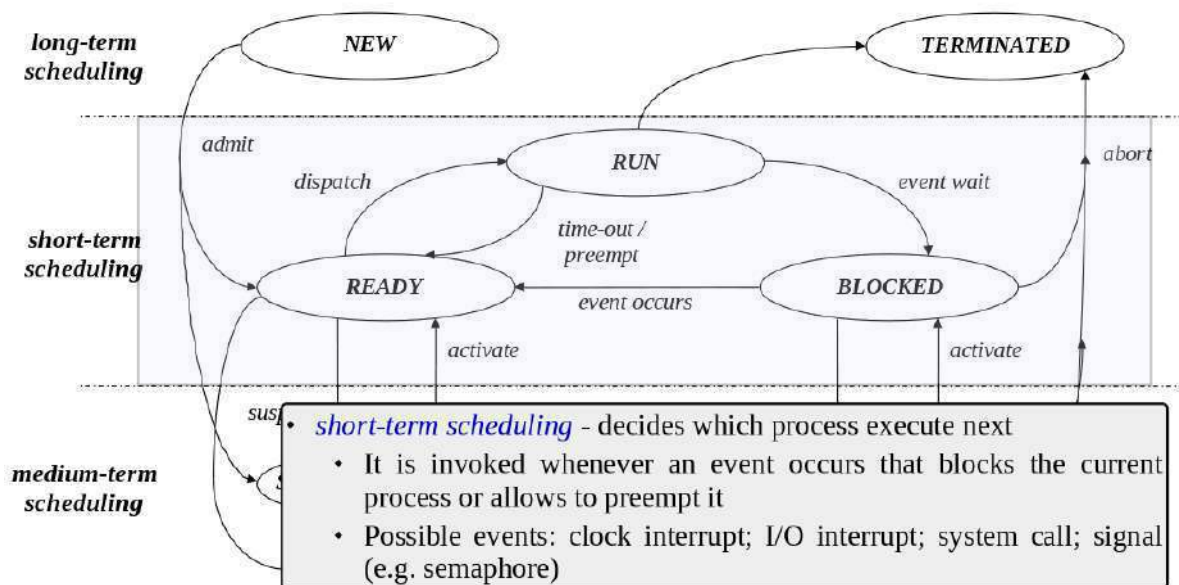 long-term
scheduling
NEW
TERMINATED
admit
RUN
abort
dispatch
event wait
short-term
scheduling
time-out /
preempt
READY
BLOCKED
event occurs
activate
activate
medium-term
scheduling
• short-term scheduling - decides which process execute next
• It is invoked whenever an event occurs that blocks the current
process or allows to preempt it
• Possible events: clock interrupt; I/O interrupt; system call; signal
(e.g. semaphore)